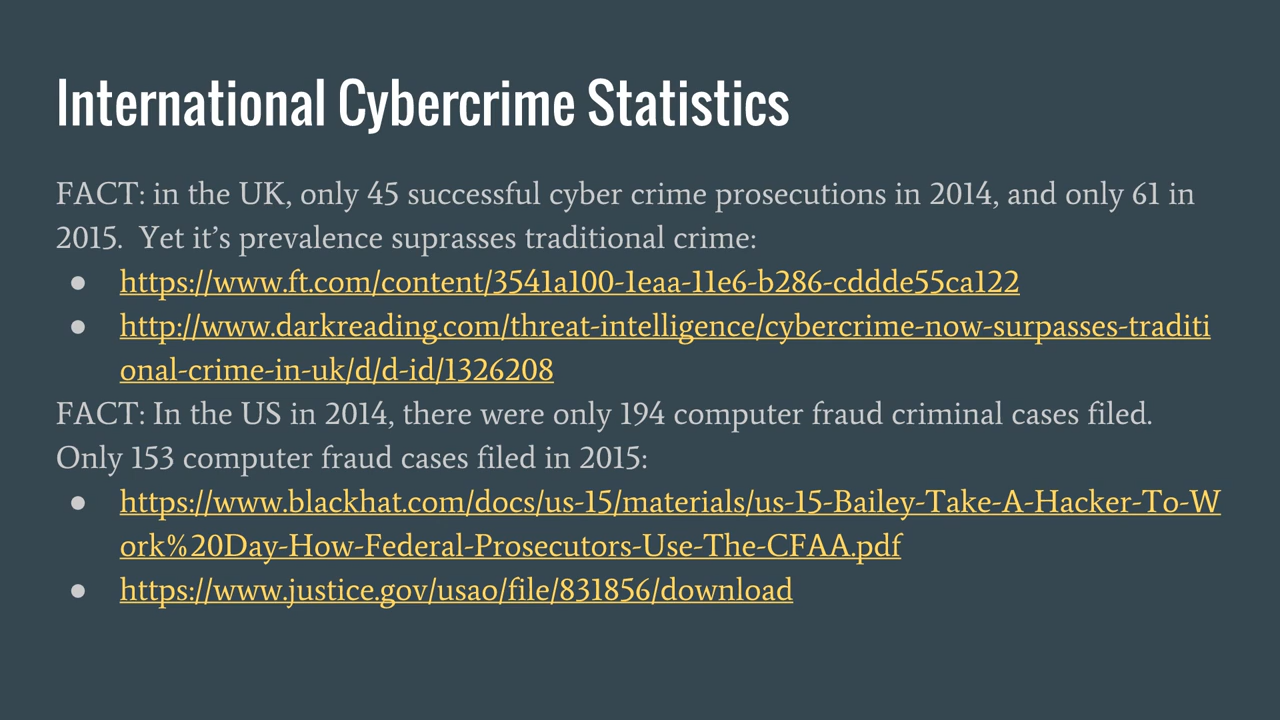 International Cybercrime Statistics
FACT: in the UK, only 45 successful cyber crime prosecutions in 2014, and only 61 in
2015.  Yet it’s prevalence suprasses traditional crime:
● https://www.ft.com/content/3541a100-1eaa-11e6-b286-cddde55ca122
● http://www.darkreading.com/threat-intelligence/cybercrime-now-surpasses-traditi
onal-crime-in-uk/d/d-id/1326208
FACT: In the US in 2014, there were only 194 computer fraud criminal cases filed.
Only 153 computer fraud cases filed in 2015:
● https://www.blackhat.com/docs/us-15/materials/us-15-Bailey-Take-A-Hacker-To-W
ork%20Day-How-Federal-Prosecutors-Use-The-CFAA.pdf
● https://www.justice.gov/usao/file/831856/download